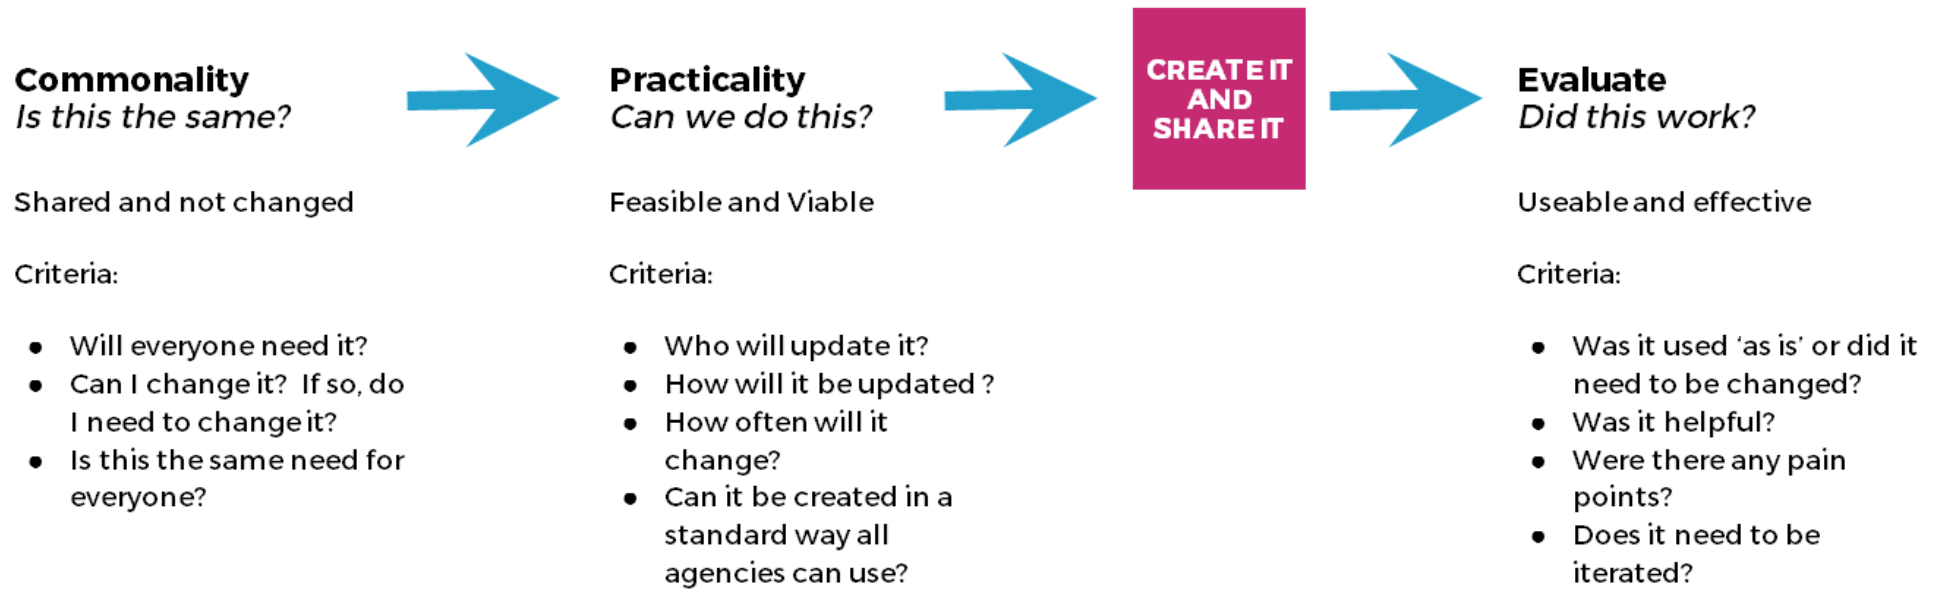 Commonality
Is this the same?
Shared and not changed
Criteria:
● Will everyone need it?
● Can I change it? If so, do
I need to change it?
● Is this the same need for
everyone?
Practicality
Can we do this?
Feasible and Viable
Criteria:
● Who will update it?
● How will it be updated ?
● How often will it
change?
● Can it be created in a
standard way all
agencies can use?
CREATE IT
AND
SHARE IT
Evaluate
Did this work?
Useable and effective
Criteria:
● Was it used ‘as is’ or did it
need to be changed?
● Was it helpful?
● Were there any pain
points?
● Does it need to be
iterated?